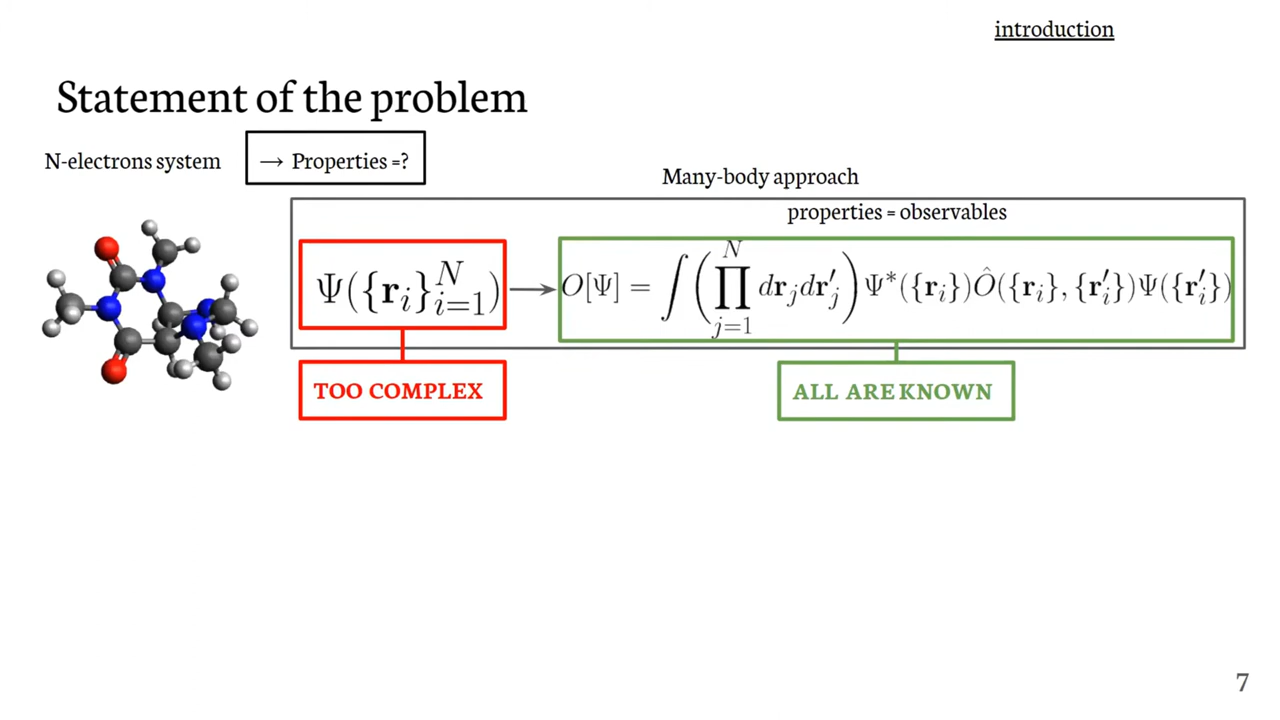 introduction
Statement of the problem
N-electrons system
→ Properties =?
Many-body approach
properties = observables
Ψ({r_i}_{i=1}^N)
O[Ψ] = ∫(∏_{j=1}^N dr_j dr′_j) Ψ*({r_i})Ô({r_i}, {r′_i})Ψ({r′_i})
TOO COMPLEX
ALL ARE KNOWN
7